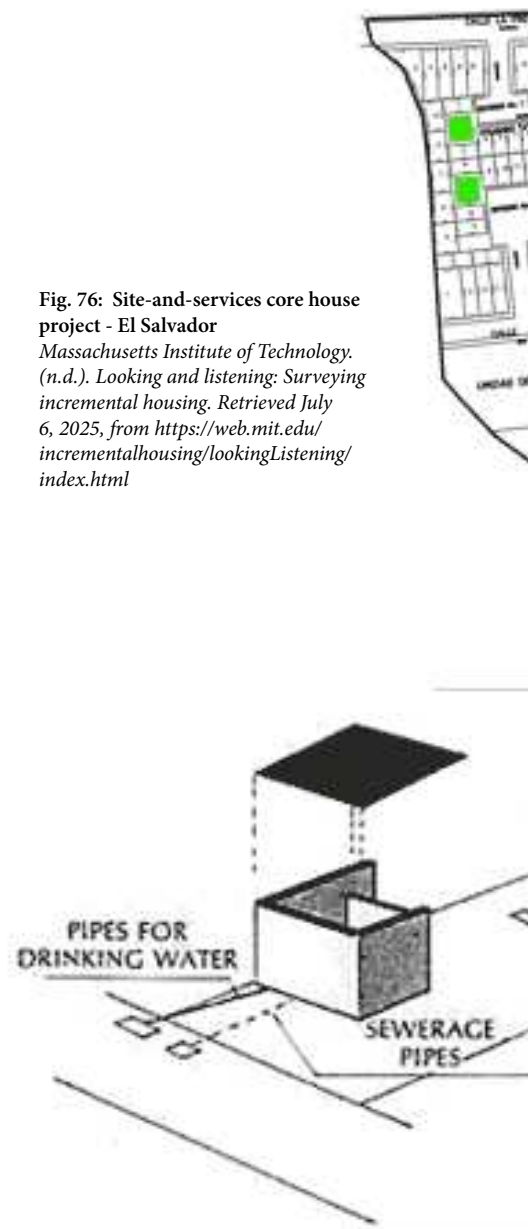 Fig. 76: Site-and-services core house
project - El Salvador
Massachusetts Institute of Technology.
(n.d.). Looking and listening: Surveying
incremental housing. Retrieved July
6, 2025, from https://web.mit.edu/
incrementalhousing/lookingListening/
index.html
PIPES FOR
DRINKING WATER
SEWERAGE
PIPES